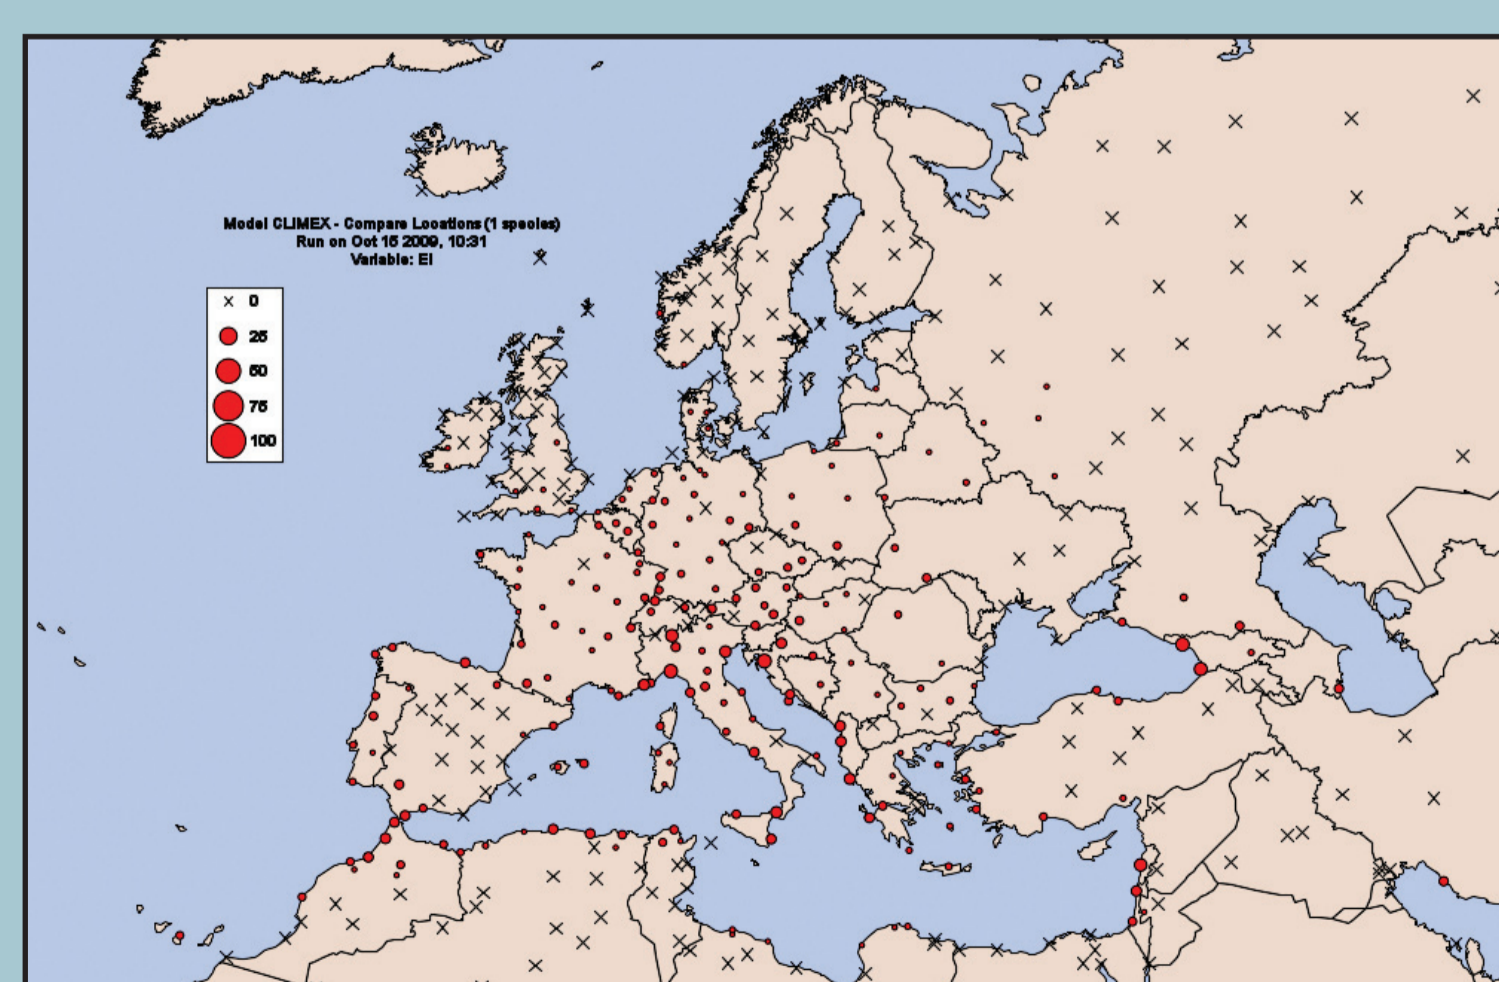 Model CLIMEX - Compare Locations (1 species)
Run on Oct 15 2009, 10:31
Variable: EI
0
25
50
75
100